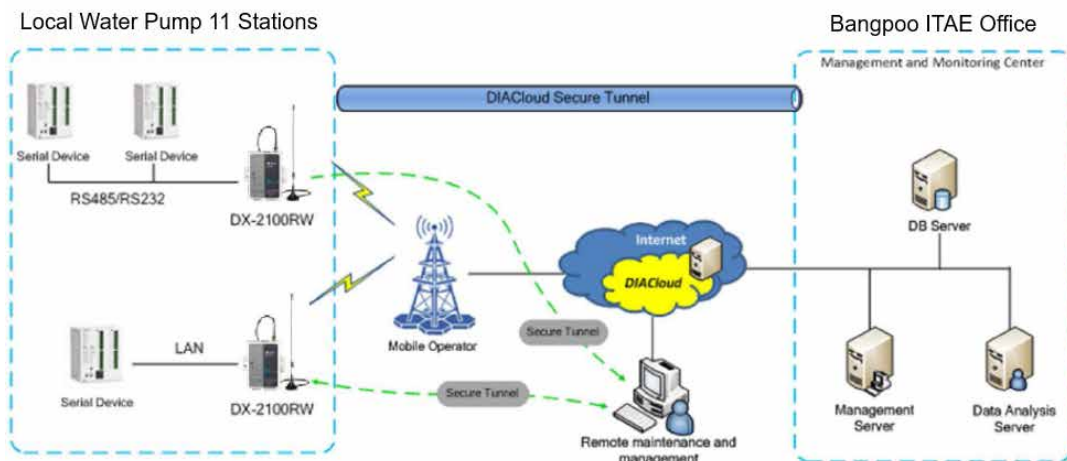 Local Water Pump 11 Stations
Bangpoo ITAE Office
Management and Monitoring Center
DIACloud Secure Tunnel
Serial Device
Serial Device
RS485/RS232
DX-2100RW
Internet
DIACloud
DB Server
Mobile Operator
Secure Tunnel
LAN
Serial Device
DX-2100RW
Secure Tunnel
Remote maintenance and
management
Management
Server
Data Analysis
Server